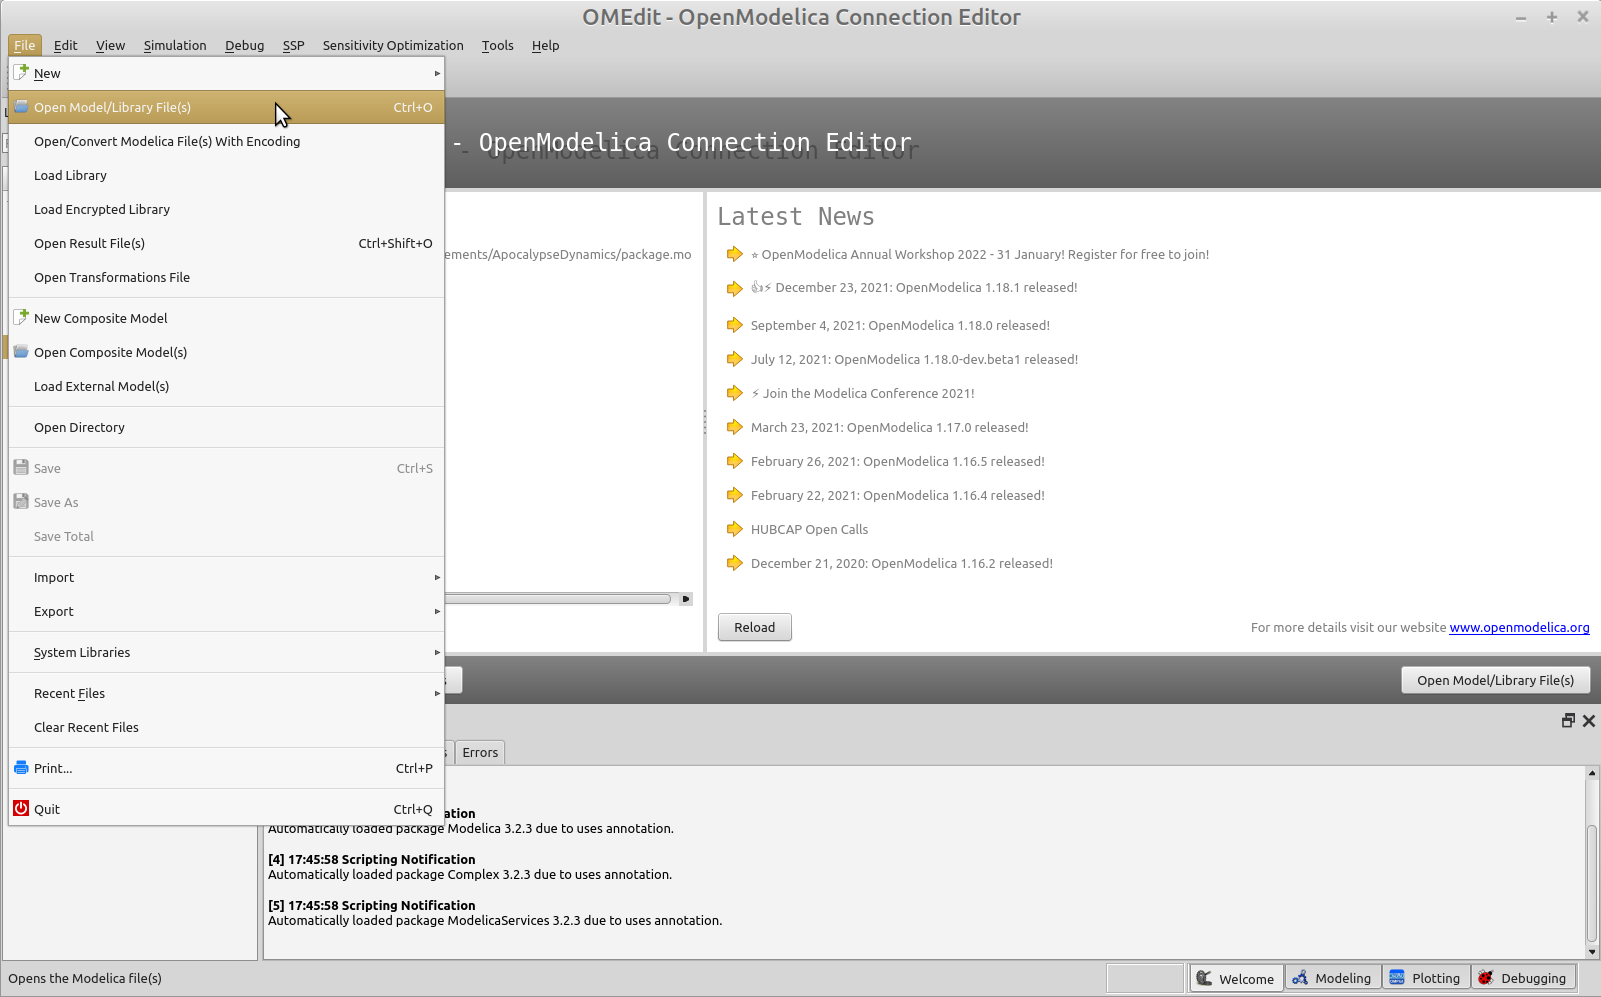 OMEdit - OpenModelica Connection Editor
File Edit View Simulation Debug SSP Sensitivity Optimization Tools Help
New
Open Model/Library File(s) Ctrl+O
Open/Convert Modelica File(s) With Encoding
Load Library
Load Encrypted Library
Open Result File(s) Ctrl+Shift+O
Open Transformations File
New Composite Model
Open Composite Model(s)
Load External Model(s)
Open Directory
Save Ctrl+S
Save As
Save Total
Import
Export
System Libraries
Recent Files
Clear Recent Files
Print... Ctrl+P
Quit Ctrl+Q
- OpenModelica Connection Editor
ements/ApocalypseDynamics/package.mo
Latest News
⭐ OpenModelica Annual Workshop 2022 - 31 January! Register for free to join!
👍⚡ December 23, 2021: OpenModelica 1.18.1 released!
September 4, 2021: OpenModelica 1.18.0 released!
July 12, 2021: OpenModelica 1.18.0-dev.beta1 released!
⚡ Join the Modelica Conference 2021!
March 23, 2021: OpenModelica 1.17.0 released!
February 26, 2021: OpenModelica 1.16.5 released!
February 22, 2021: OpenModelica 1.16.4 released!
HUBCAP Open Calls
December 21, 2020: OpenModelica 1.16.2 released!
Reload
For more details visit our website www.openmodelica.org
Open Model/Library File(s)
Errors
ation
Automatically loaded package Modelica 3.2.3 due to uses annotation.
[4] 17:45:58 Scripting Notification
Automatically loaded package Complex 3.2.3 due to uses annotation.
[5] 17:45:58 Scripting Notification
Automatically loaded package ModelicaServices 3.2.3 due to uses annotation.
Opens the Modelica file(s)
Welcome Modeling Plotting Debugging